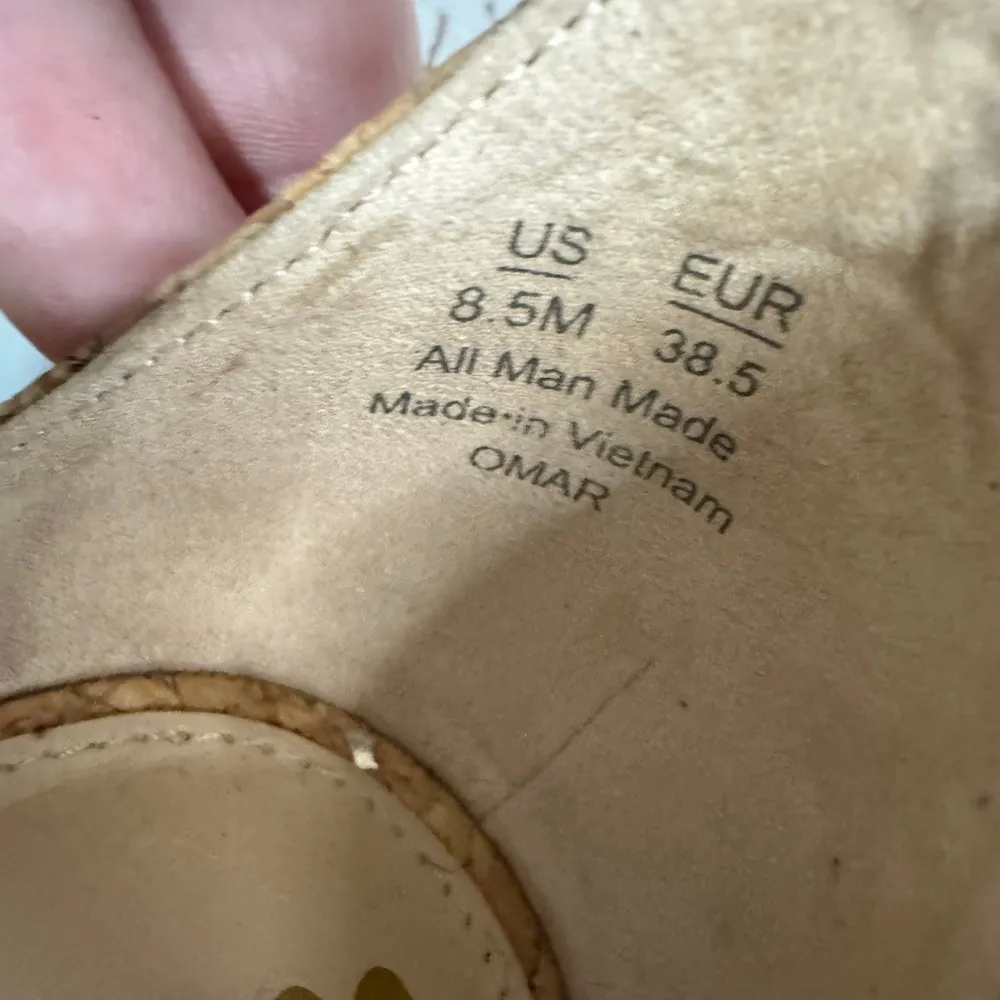 US EUR
8.5M 38.5
All Man Made
Made in Vietnam
OMAR